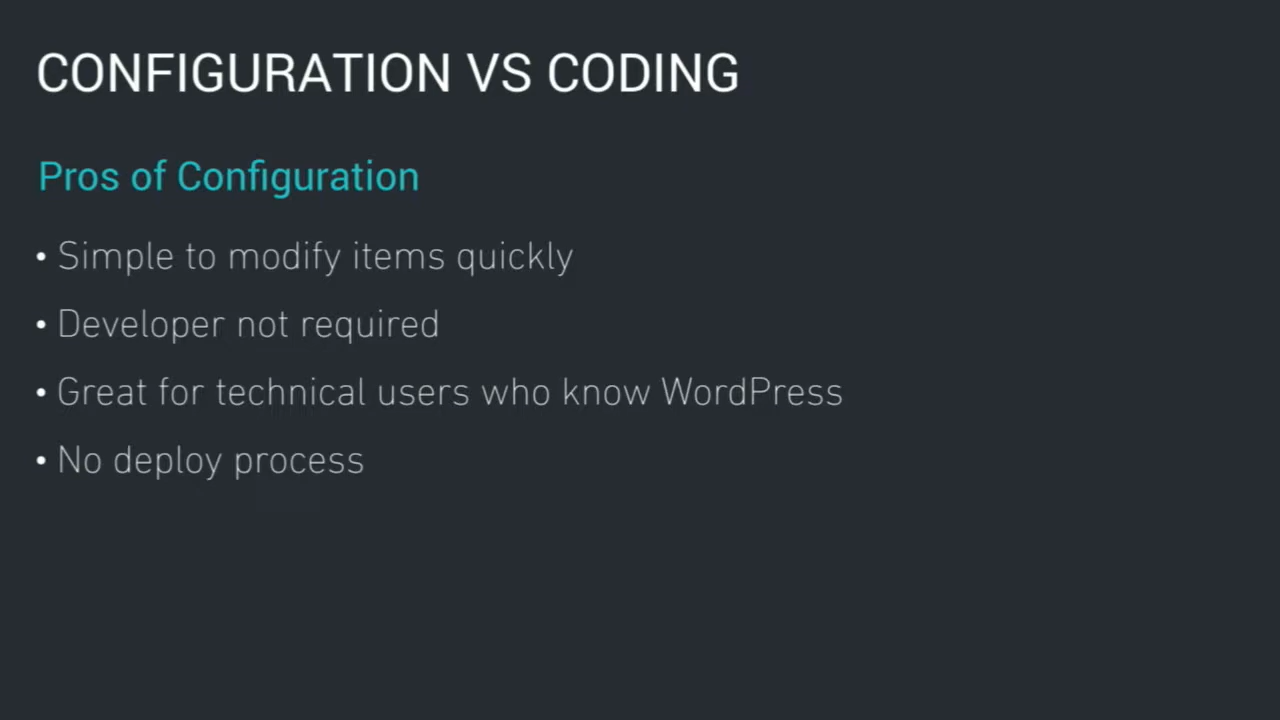 CONFIGURATION VS CODING
Pros of Configuration
• Simple to modify items quickly
• Developer not required
• Great for technical users who know WordPress
• No deploy process